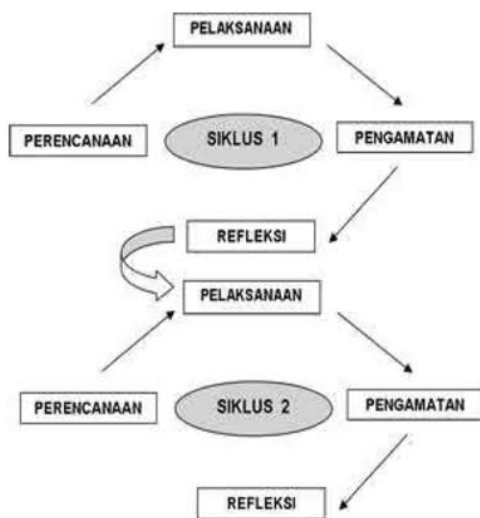 PELAKSANAAN
PERENCANAAN
SIKLUS 1
PENGAMATAN
REFLEKSI
PELAKSANAAN
PERENCANAAN
SIKLUS 2
PENGAMATAN
REFLEKSI